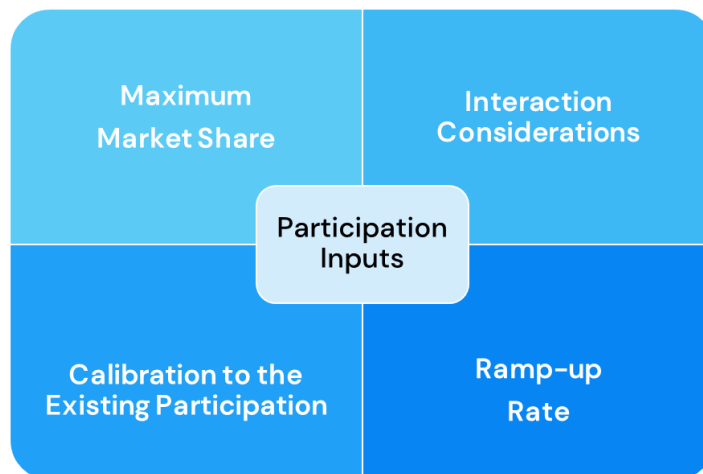 Maximum
Market Share
Interaction
Considerations
Participation
Inputs
Calibration to the
Existing Participation
Ramp-up
Rate